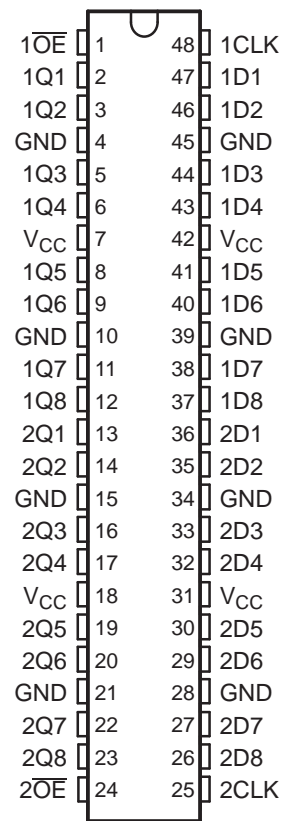 1O̅E̅ 1 48 1CLK
1Q1 2 47 1D1
1Q2 3 46 1D2
GND 4 45 GND
1Q3 5 44 1D3
1Q4 6 43 1D4
VCC 7 42 VCC
1Q5 8 41 1D5
1Q6 9 40 1D6
GND 10 39 GND
1Q7 11 38 1D7
1Q8 12 37 1D8
2Q1 13 36 2D1
2Q2 14 35 2D2
GND 15 34 GND
2Q3 16 33 2D3
2Q4 17 32 2D4
VCC 18 31 VCC
2Q5 19 30 2D5
2Q6 20 29 2D6
GND 21 28 GND
2Q7 22 27 2D7
2Q8 23 26 2D8
2O̅E̅ 24 25 2CLK